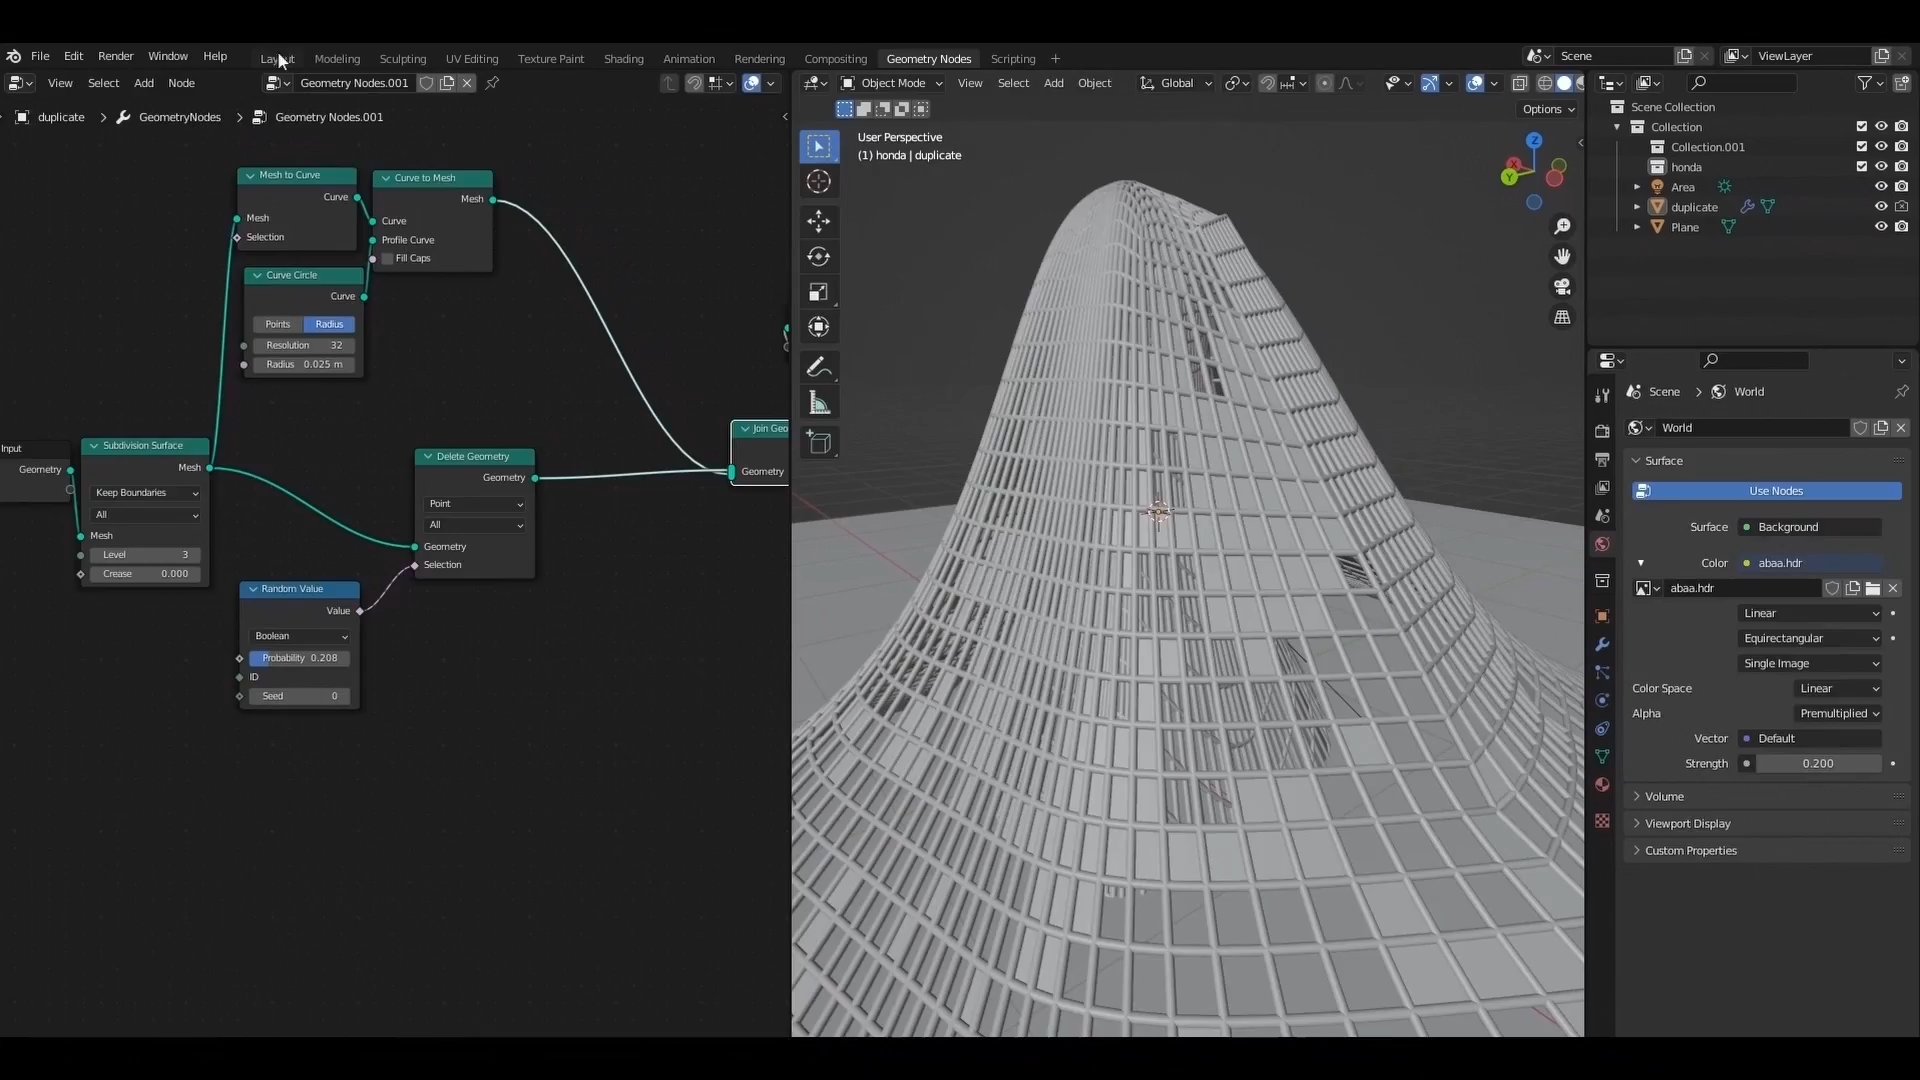 File Edit Render Window Help
Layout Modeling Sculpting UV Editing Texture Paint Shading Animation Rendering Compositing Geometry Nodes Scripting +
Scene
ViewLayer
View Select Add Node
Geometry Nodes.001
Object Mode View Select Add Object
Global
Options
duplicate > GeometryNodes > Geometry Nodes.001
Mesh to Curve
Curve
Mesh
Selection
Curve to Mesh
Mesh
Curve
Profile Curve
Fill Caps
Curve Circle
Curve
Points Radius
Resolution 32
Radius 0.025 m
Input
Geometry
Subdivision Surface
Mesh
Keep Boundaries
All
Mesh
Level 3
Crease 0.000
Delete Geometry
Geometry
Point
All
Geometry
Selection
Random Value
Value
Boolean
Probability 0.208
ID
Seed 0
Join Geo
Geometry
User Perspective
(1) honda | duplicate
Z
X
Y
Scene Collection
Collection
Collection.001
honda
Area
duplicate
Plane
Scene > World
World
Surface
Use Nodes
Surface Background
Color abaa.hdr
abaa.hdr
Linear
Equirectangular
Single Image
Color Space Linear
Alpha Premultiplied
Vector Default
Strength 0.200
Volume
Viewport Display
Custom Properties